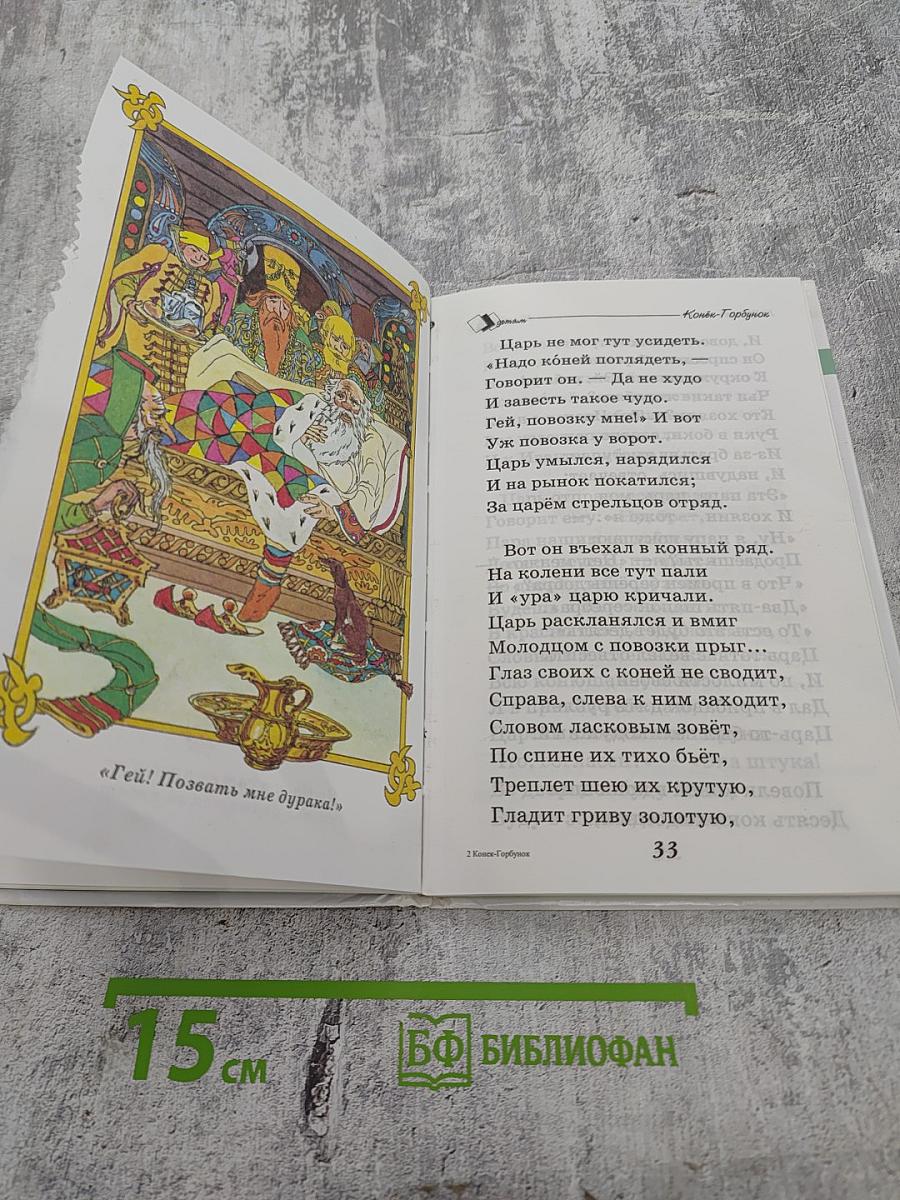 «Гей! Позвать мне дурака!»
детям
Конёк-Горбунок
Царь не мог тут усидеть.
«Надо ко́ней поглядеть, —
Говорит он. — Да не худо
И завесть такое чудо.
Гей, повозку мне!» И вот
Уж повозка у ворот.
Царь умылся, нарядился
И на рынок покатился;
За царём стрельцов отряд.
Вот он въехал в конный ряд.
На колени все тут пали
И «ура» царю кричали.
Царь раскланялся и вмиг
Молодцом с повозки прыг...
Глаз своих с коней не сводит,
Справа, слева к ним заходит,
Словом ласковым зовёт,
По спине их тихо бьёт,
Треплет шею их крутую,
Гладит гриву золотую,
2 Конек-Горбунок
33
15 см
БФ БИБЛИОФАН